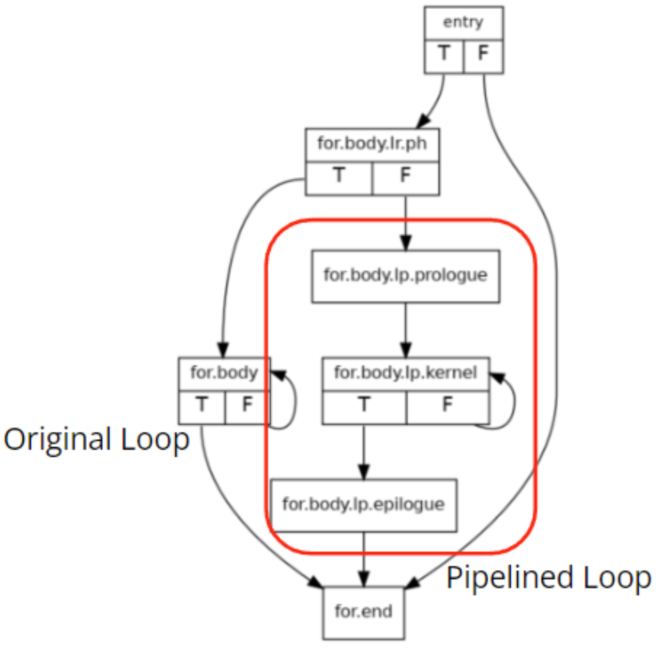 entry
T F
for.body.lr.ph
T F
for.body.lp.prologue
for.body
T F
for.body.lp.kernel
T F
Original Loop
for.body.lp.epilogue
Pipelined Loop
for.end